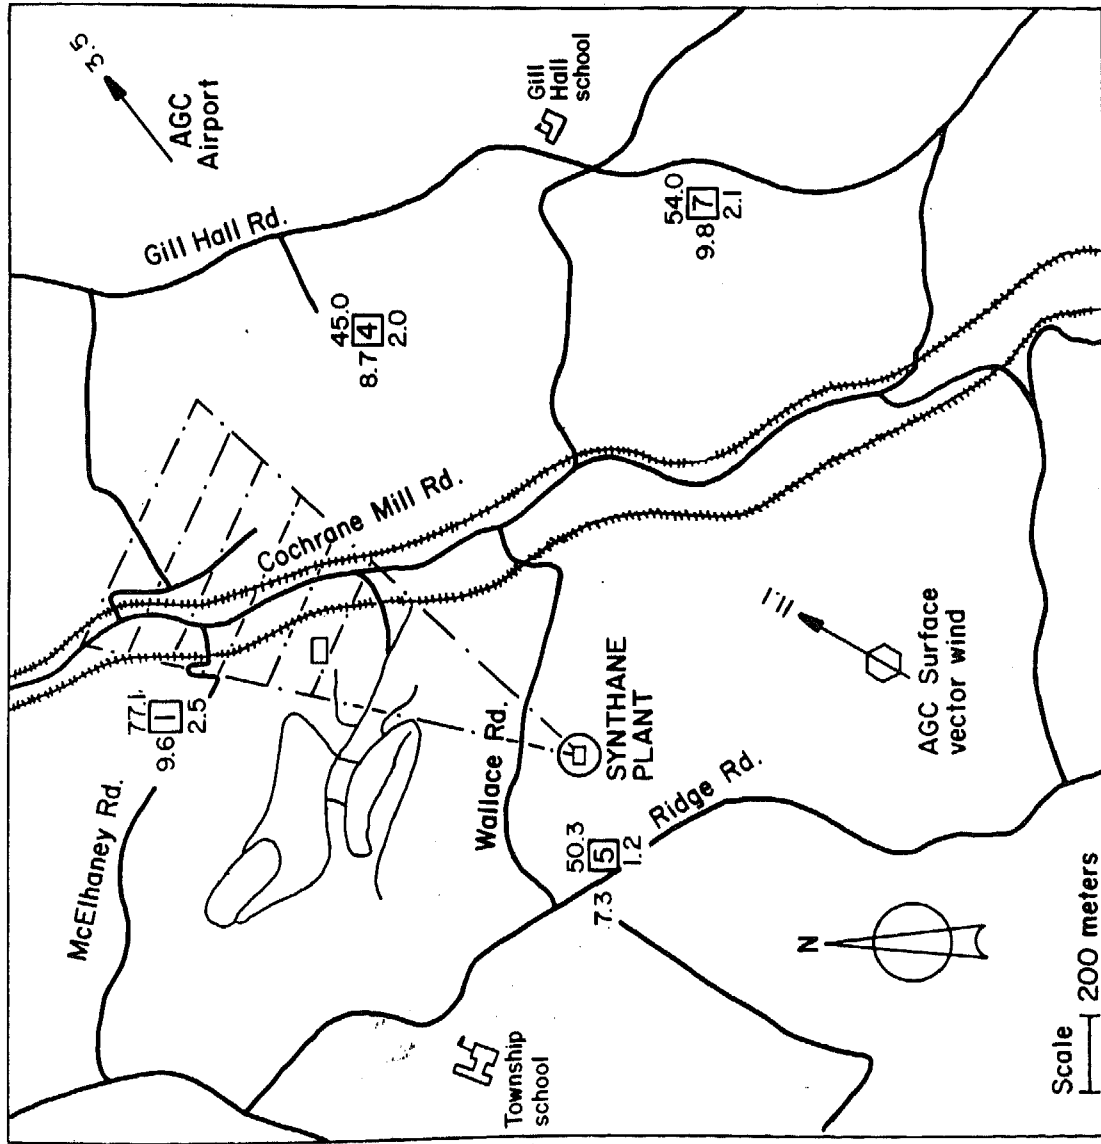 3.5
AGC
Airport
Gill Hall Rd.
Gill
Hall
school
45.0
8.7 4
2.0
54.0
9.8 7
2.1
Cochrane Mill Rd.
77.1
9.6 1
2.5
McElhaney Rd.
Wallace Rd.
SYNTHANE
PLANT
50.3
7.3 5
1.2
Ridge Rd.
AGC Surface
vector wind
N
Township
school
Scale 200 meters